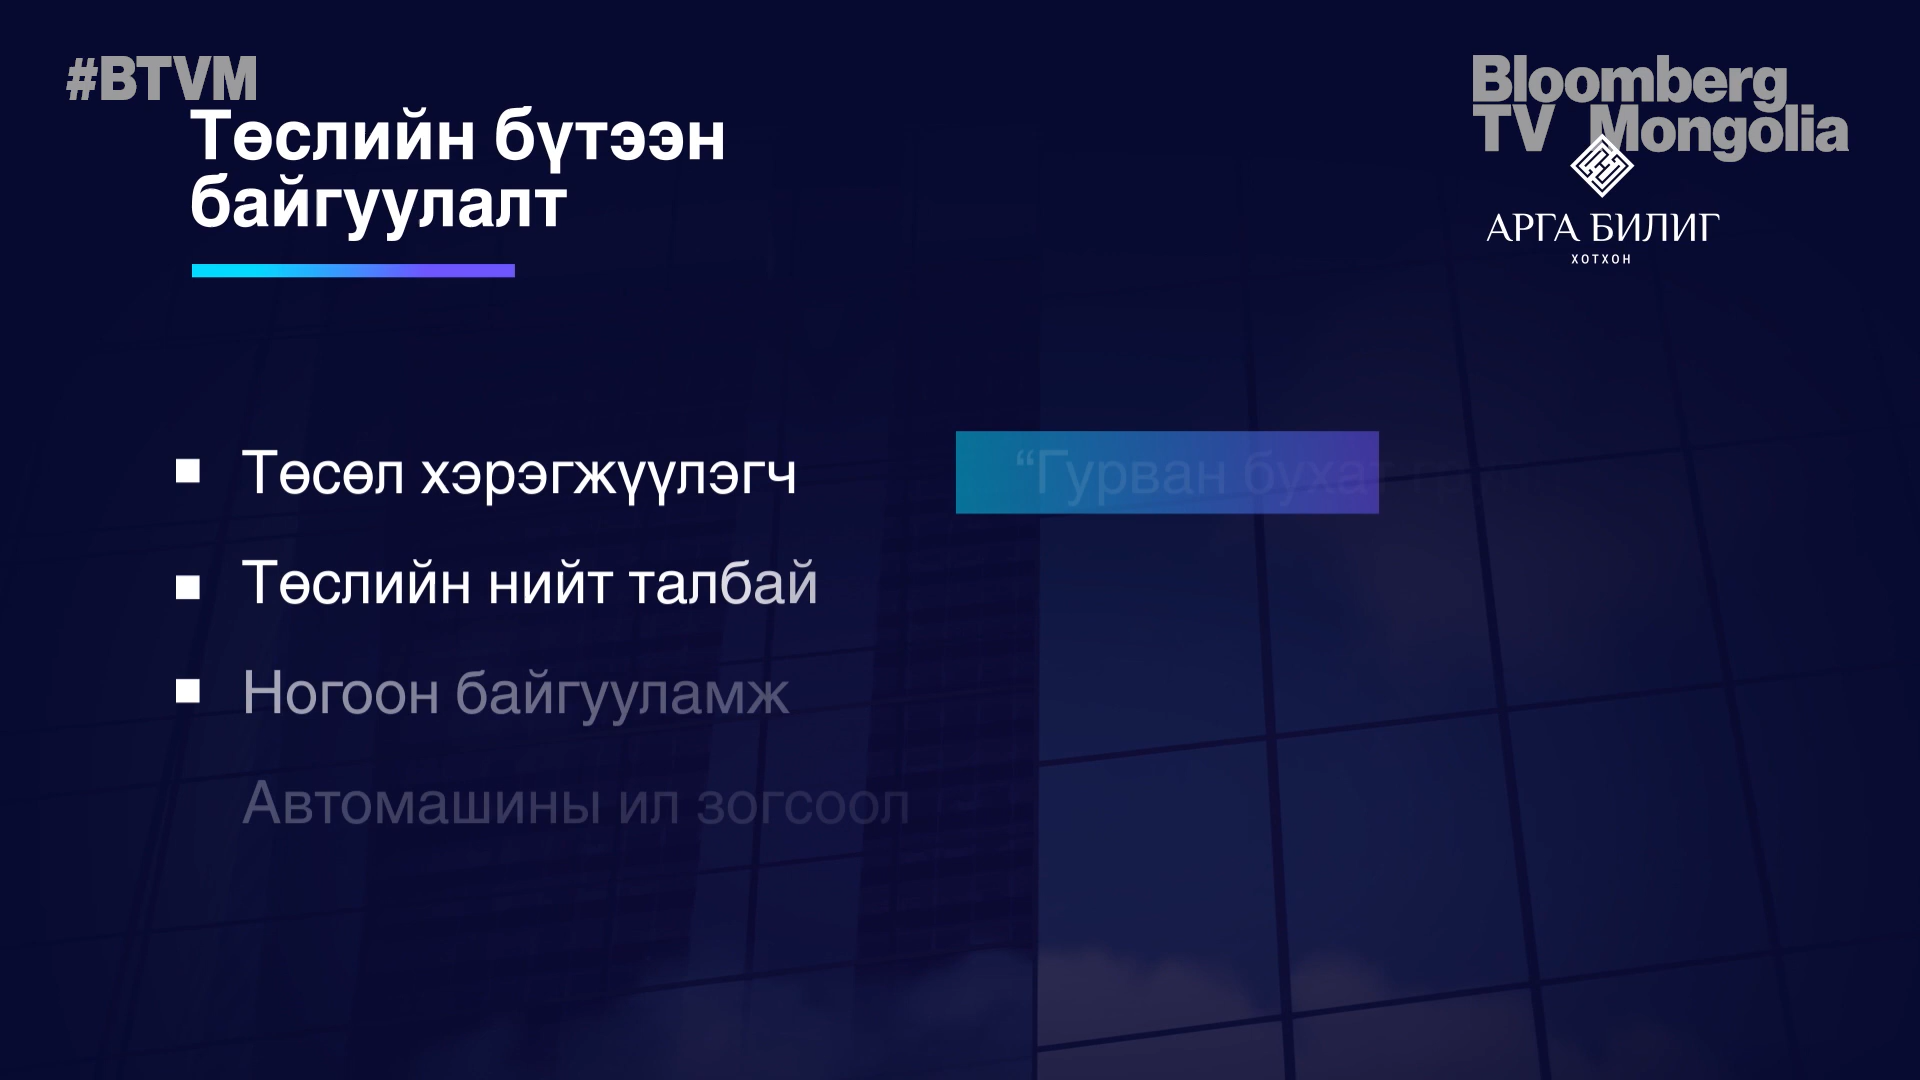 #BTVM
Bloomberg
TV Mongolia
Төслийн бүтээн
байгуулалт
АРГА БИЛИГ
ХОТХОН
Төсөл хэрэгжүүлэгч
“Гурван бухат
Төслийн нийт талбай
Ногоон байгууламж
Автомашины ил зогсоол